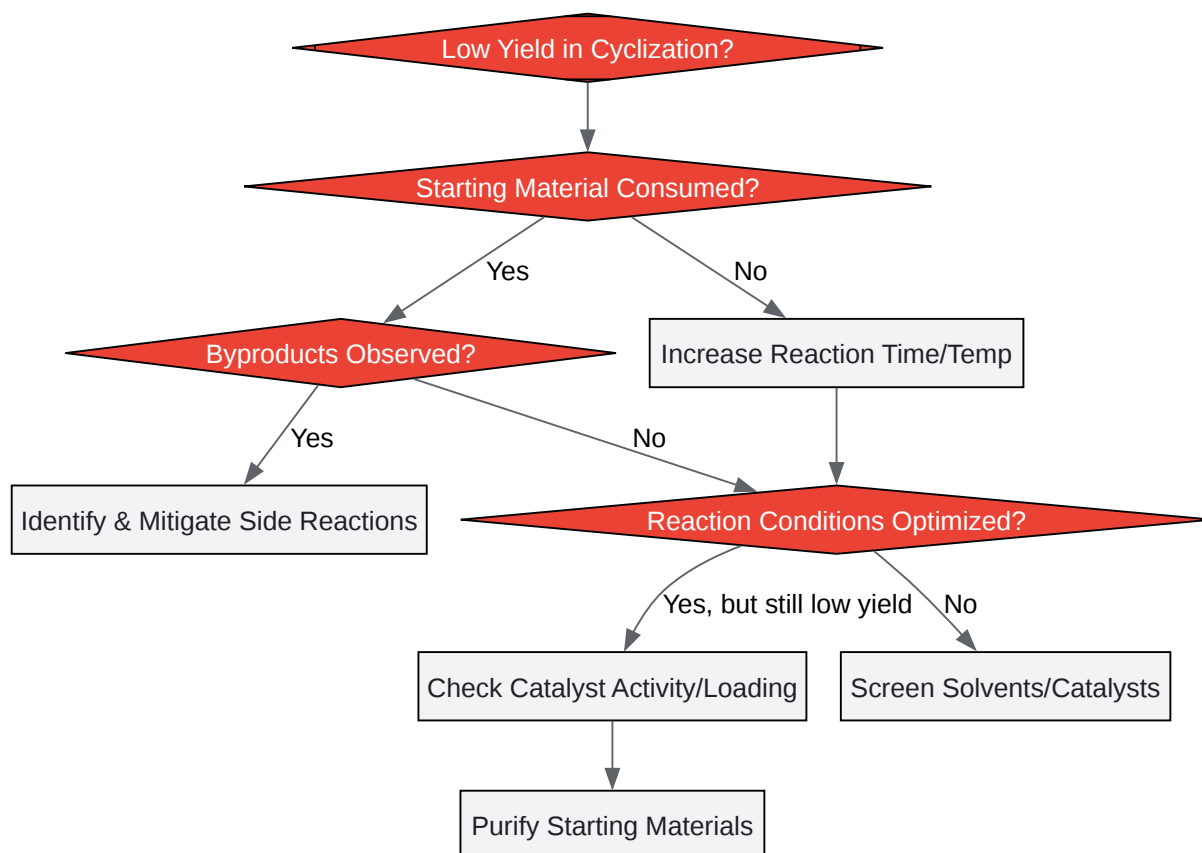 Low Yield in Cyclization?
Starting Material Consumed?
Yes
No
Byproducts Observed?
Increase Reaction Time/Temp
Yes
No
Identify & Mitigate Side Reactions
Reaction Conditions Optimized?
Yes, but still low yield
No
Check Catalyst Activity/Loading
Screen Solvents/Catalysts
Purify Starting Materials